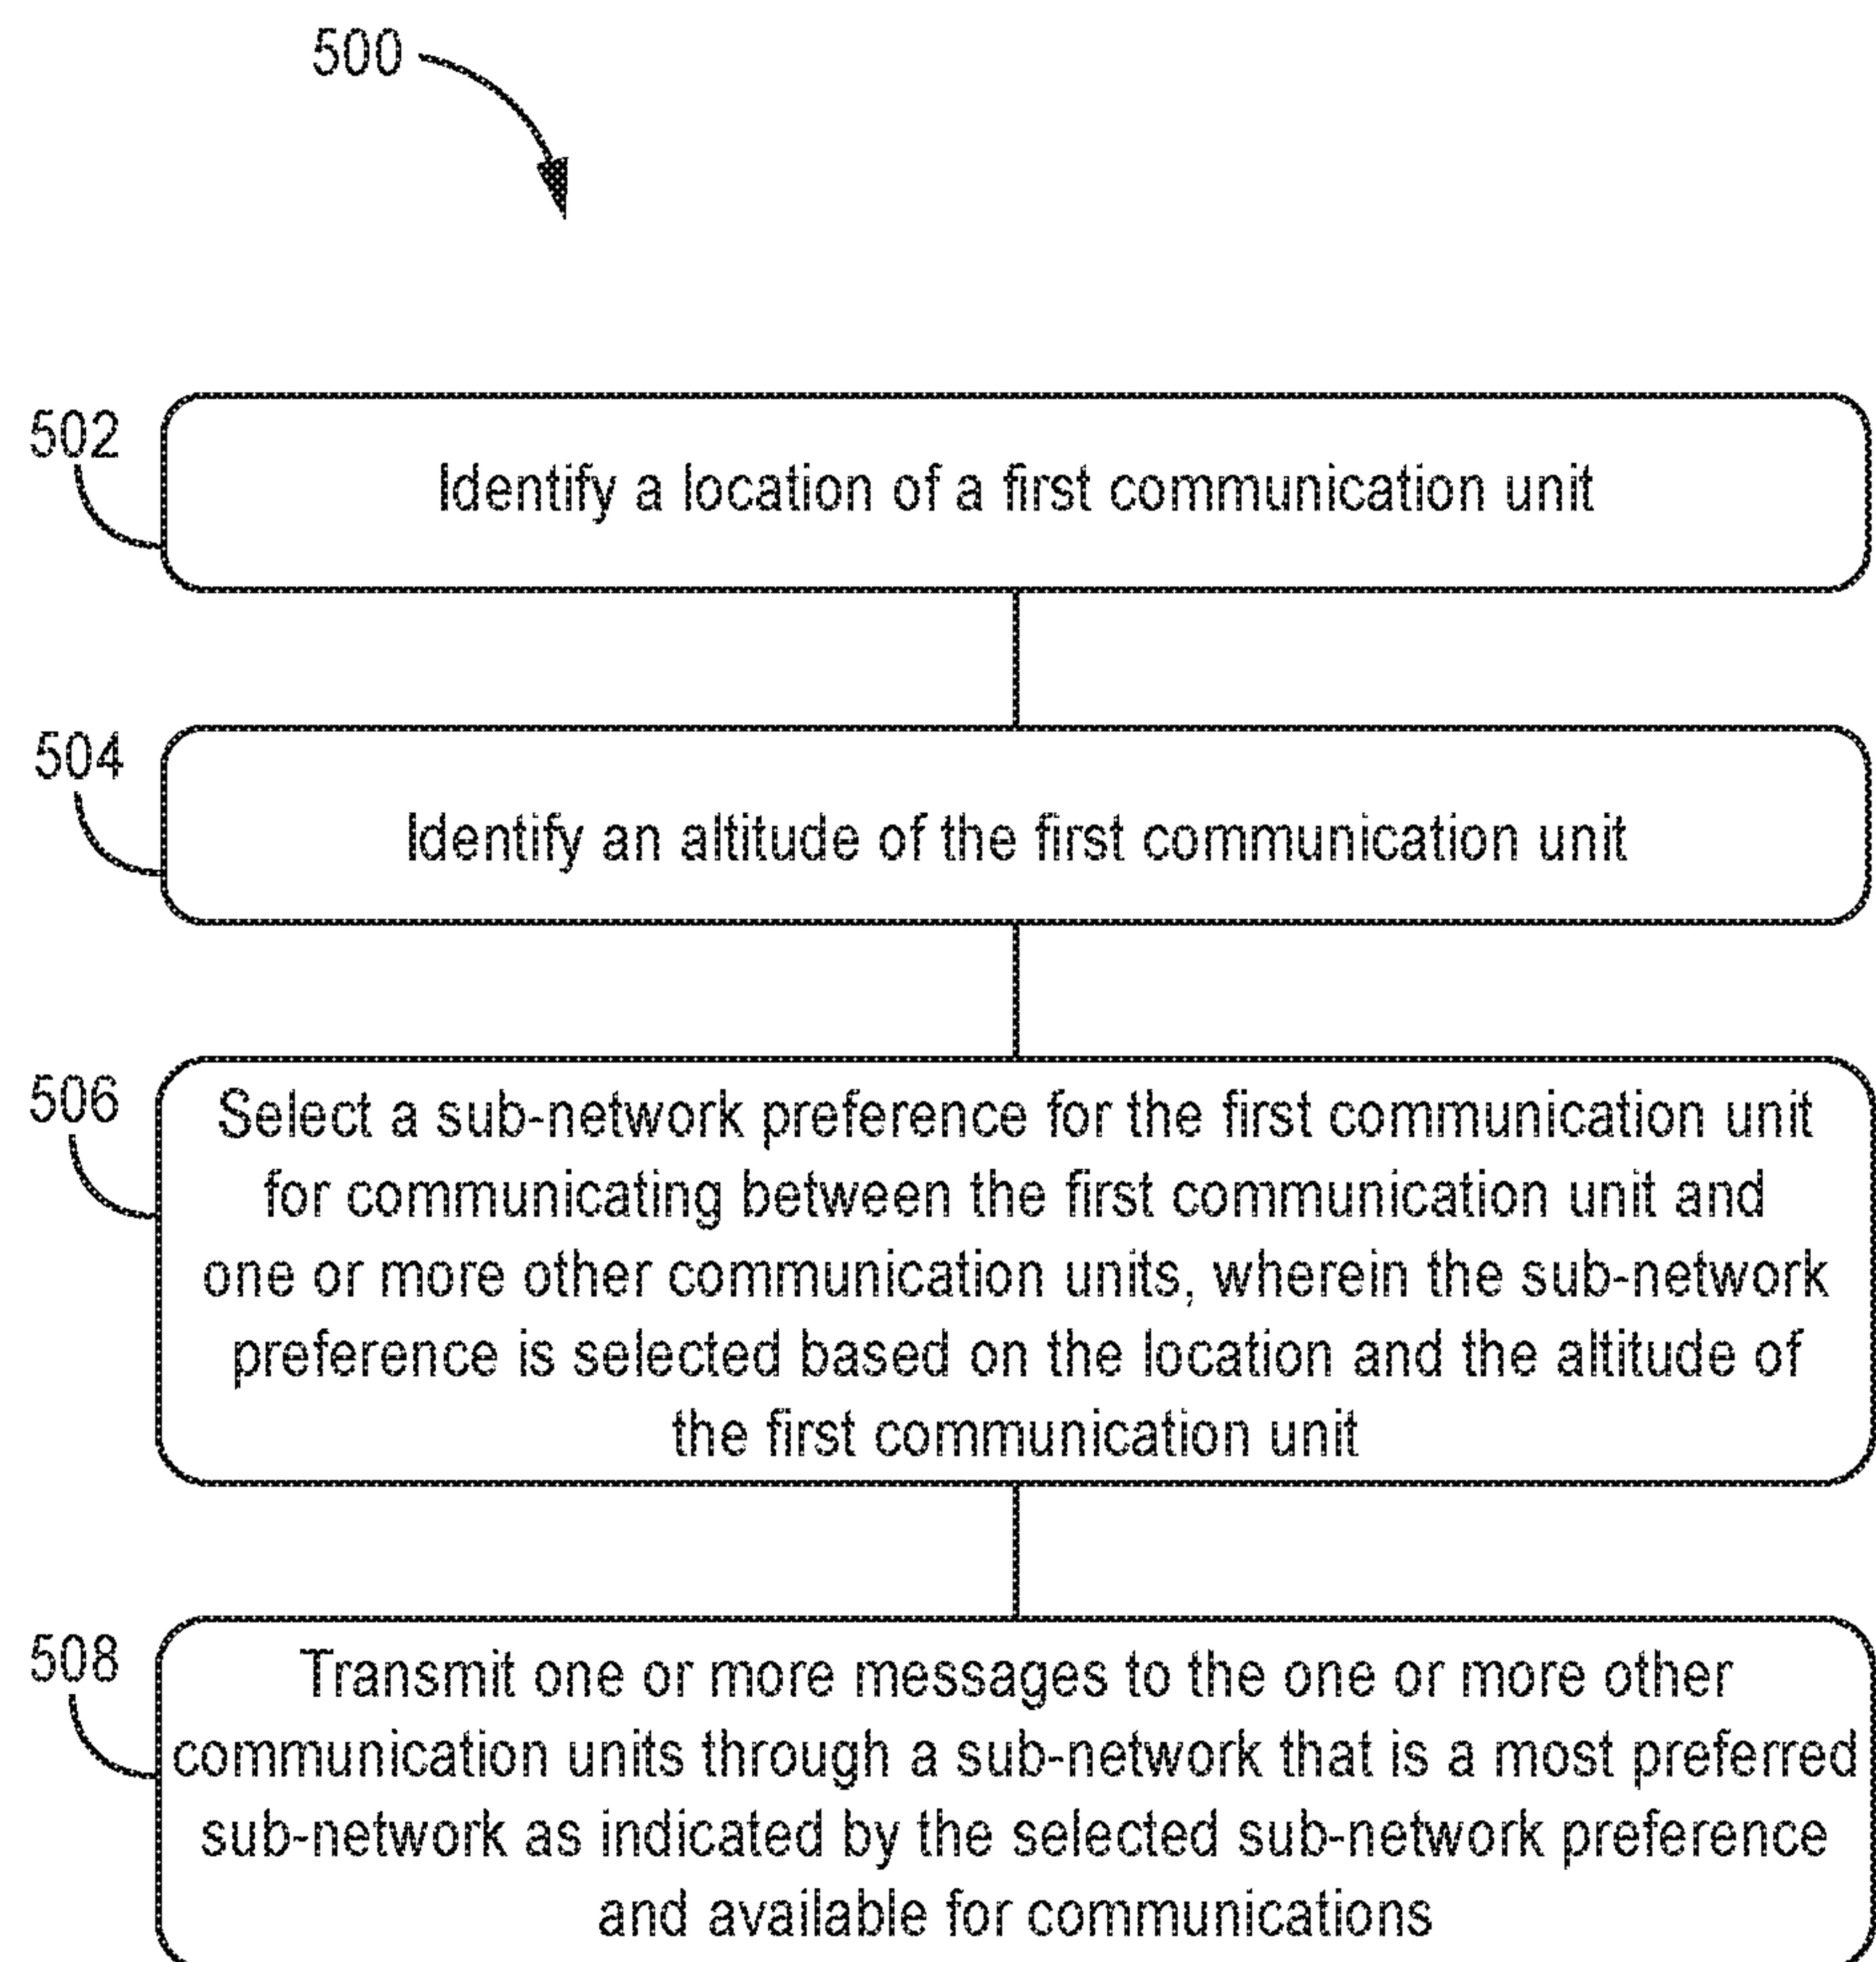 500
502
Identify a location of a first communication unit
504
Identify an altitude of the first communication unit
506
Select a sub-network preference for the first communication unit
for communicating between the first communication unit and
one or more other communication units, wherein the sub-network
preference is selected based on the location and the altitude of
the first communication unit
508
Transmit one or more messages to the one or more other
communication units through a sub-network that is a most preferred
sub-network as indicated by the selected sub-network preference
and available for communications